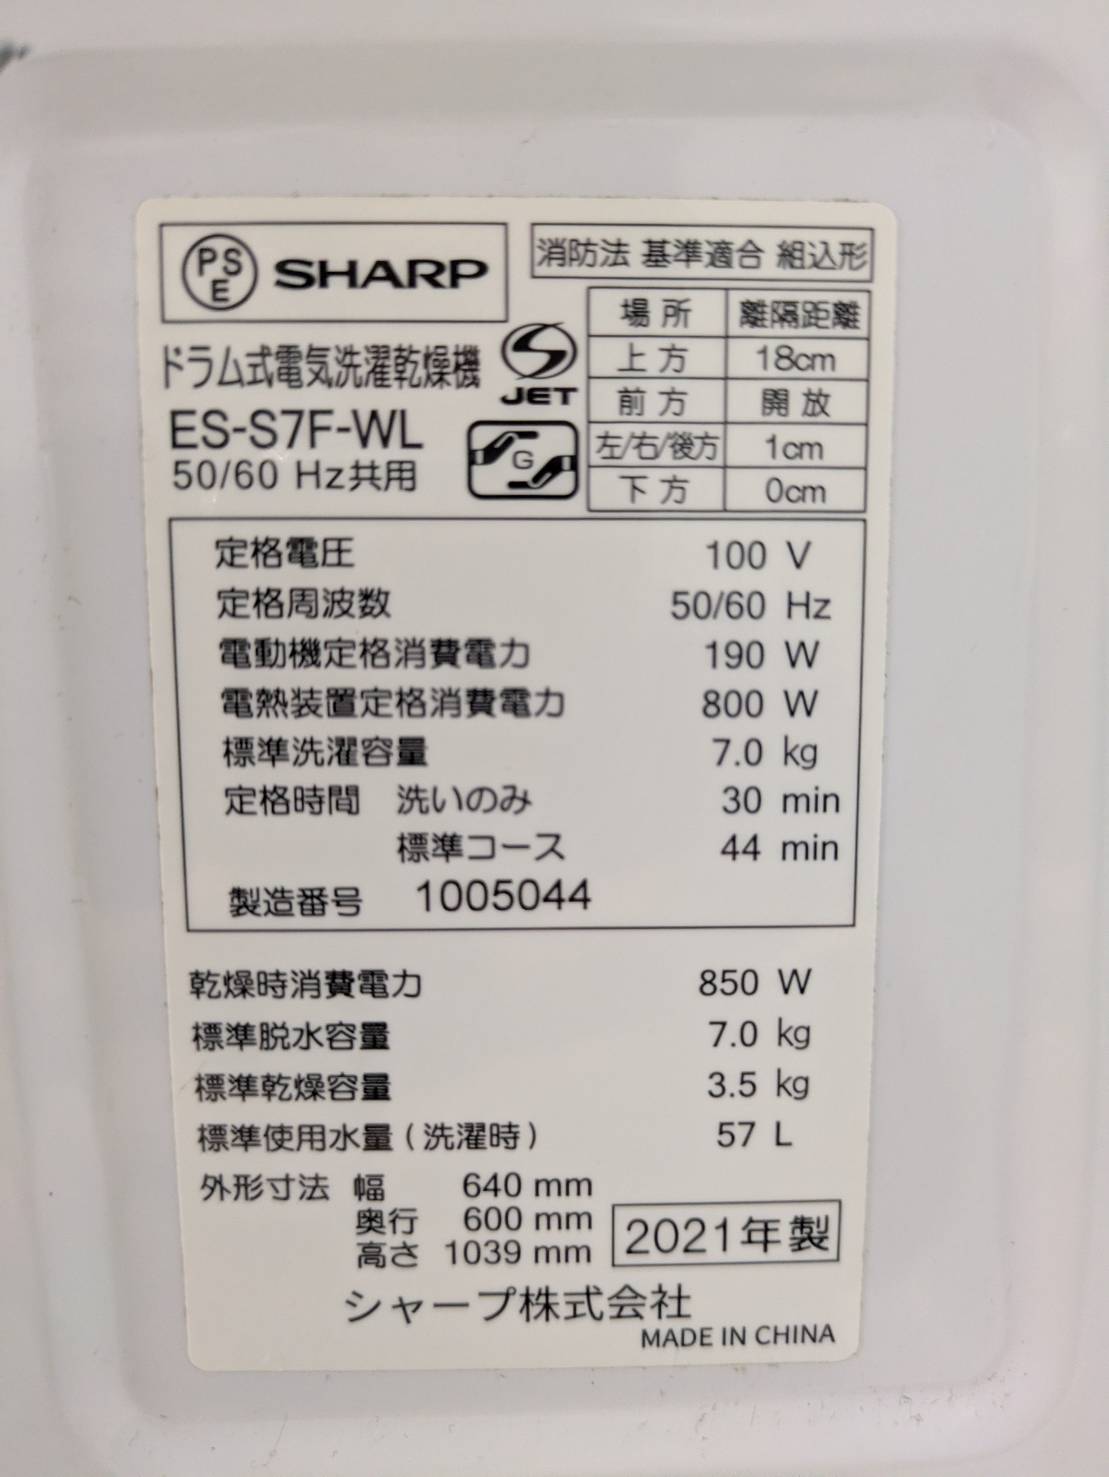 PSE SHARP
消防法 基準適合 組込形
場所 離隔距離
上方 18cm
前方 開放
左/右/後方 1cm
下方 0cm
ドラム式電気洗濯乾燥機
S JET
ES-S7F-WL
50/60 Hz共用
G
定格電圧 100 V
定格周波数 50/60 Hz
電動機定格消費電力 190 W
電熱装置定格消費電力 800 W
標準洗濯容量 7.0 kg
定格時間 洗いのみ 30 min
標準コース 44 min
製造番号 1005044
乾燥時消費電力 850 W
標準脱水容量 7.0 kg
標準乾燥容量 3.5 kg
標準使用水量(洗濯時) 57 L
外形寸法 幅 640 mm
奥行 600 mm
高さ 1039 mm
2021年製
シャープ株式会社
MADE IN CHINA